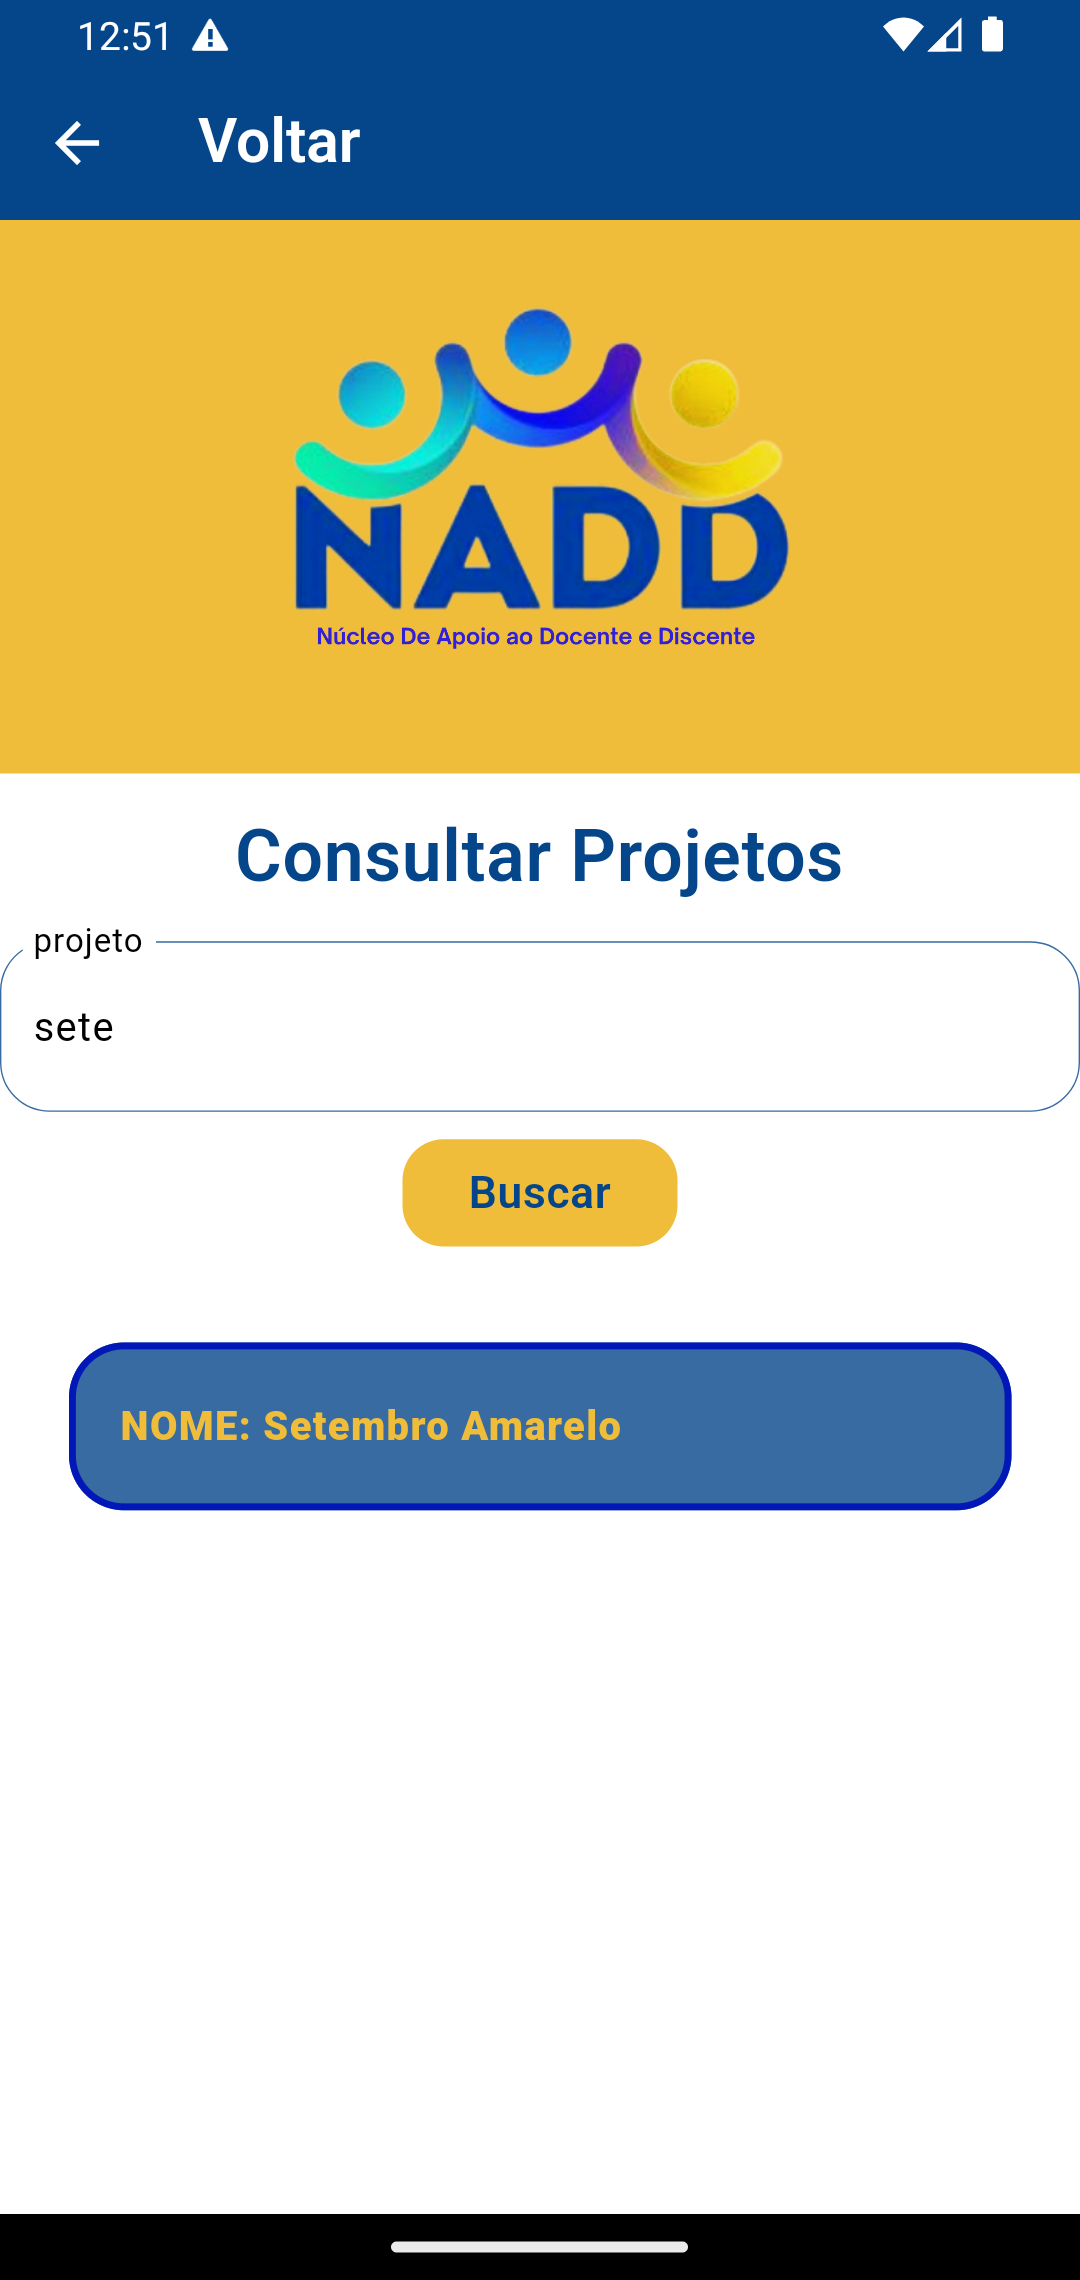 12:51
Voltar
NADD
Núcleo De Apoio ao Docente e Discente
Consultar Projetos
projeto
sete
Buscar
NOME: Setembro Amarelo